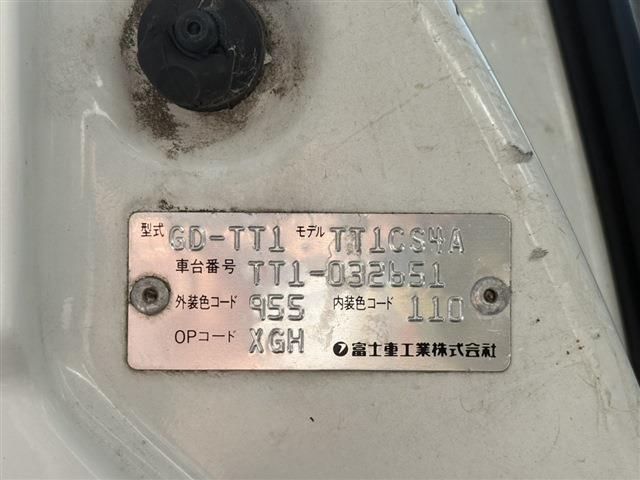 型式 GD-TT1 モデル TT1CS4A
車台番号 TT1-032651
外装色コード 955 内装色コード 110
OPコード XGH
富士重工業株式会社